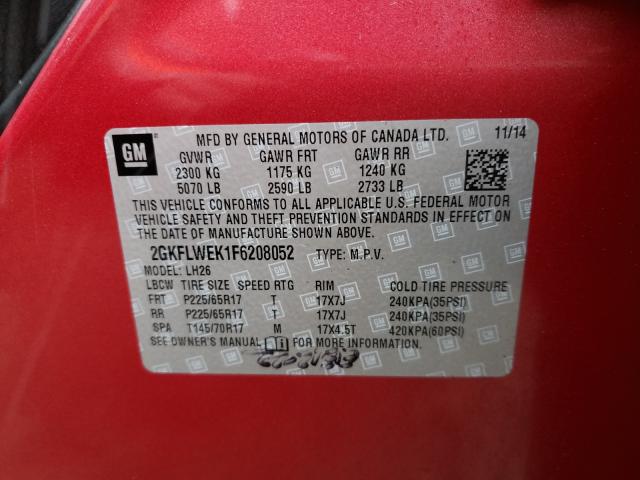 GM
MFD BY GENERAL MOTORS OF CANADA LTD. 11/14
GVWR GAWR FRT GAWR RR
2300 KG 1175 KG 1240 KG
5070 LB 2590 LB 2733 LB
THIS VEHICLE CONFORMS TO ALL APPLICABLE U.S. FEDERAL MOTOR
VEHICLE SAFETY AND THEFT PREVENTION STANDARDS IN EFFECT ON
THE DATE OF MANUFACTURE SHOWN ABOVE.
2GKFLWEK1F6208052 TYPE: M.P.V.
MODEL: LH26
LBCW TIRE SIZE SPEED RTG RIM COLD TIRE PRESSURE
FRT P225/65R17 T 17X7J 240KPA(35PSI)
RR P225/65R17 T 17X7J 240KPA(35PSI)
SPA T145/70R17 M 17X4.5T 420KPA(60PSI)
SEE OWNER'S MANUAL FOR MORE INFORMATION.